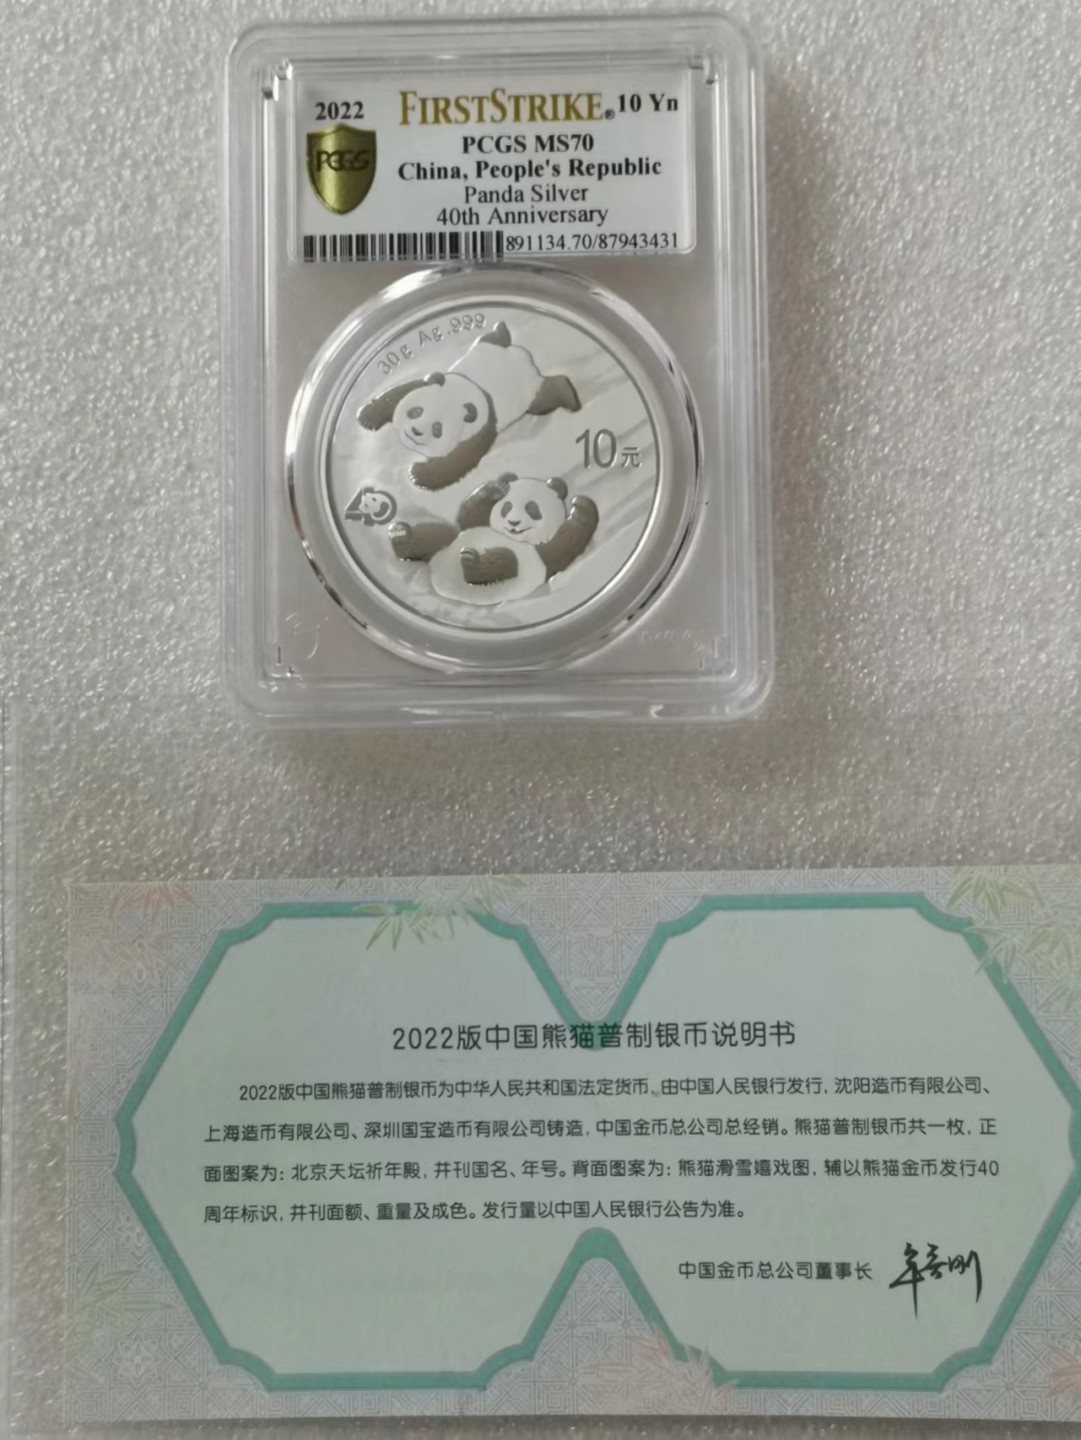 2022 FIRSTSTRIKE® 10 Yn
PCGS
PCGS MS70
China, People's Republic
Panda Silver
40th Anniversary
891134.70/87943431
30g Ag.999
10元
2022版中国熊猫普制银币说明书
2022版中国熊猫普制银币为中华人民共和国法定货币。由中国人民银行发行，沈阳造币有限公司、
上海造币有限公司、深圳国宝造币有限公司铸造，中国金币总公司总经销。熊猫普制银币共一枚，正
面图案为：北京天坛祈年殿，并刊国名、年号。背面图案为：熊猫滑雪嬉戏图，辅以熊猫金币发行40
周年标识，并刊面额、重量及成色。发行量以中国人民银行公告为准。
中国金币总公司董事长